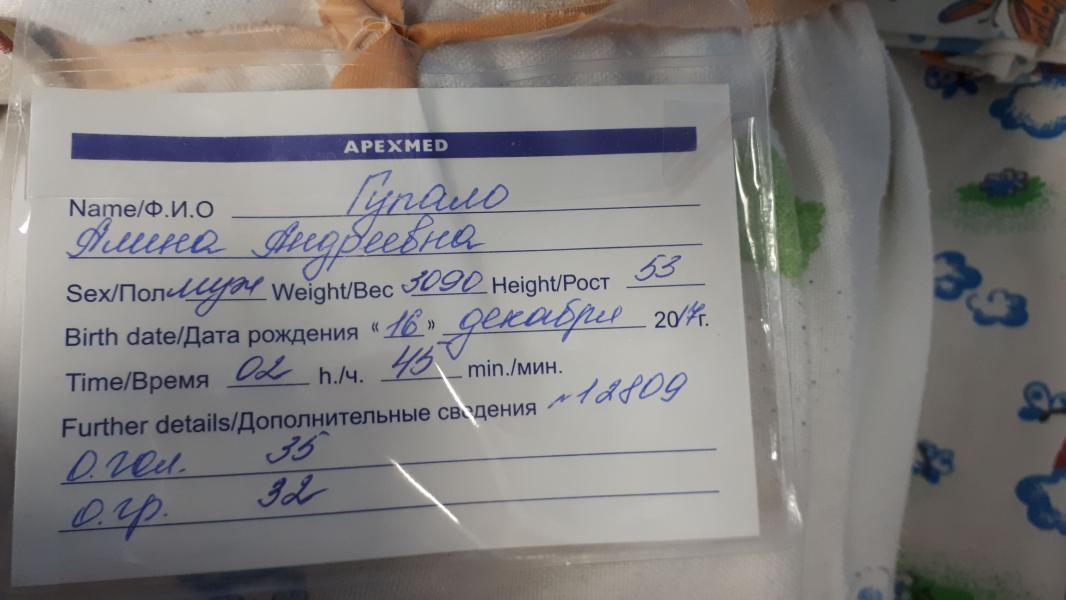 APEXMED
Name/Ф.И.О Гупало
Алина Андреевна
Sex/Пол муж Weight/Вес 3090 Height/Рост 53
Birth date/Дата рождения «16» декабря 2017г.
Time/Время 02 h./ч. 45 min./мин.
Further details/Дополнительные сведения №12809
о.гол. 35
о.гр. 32